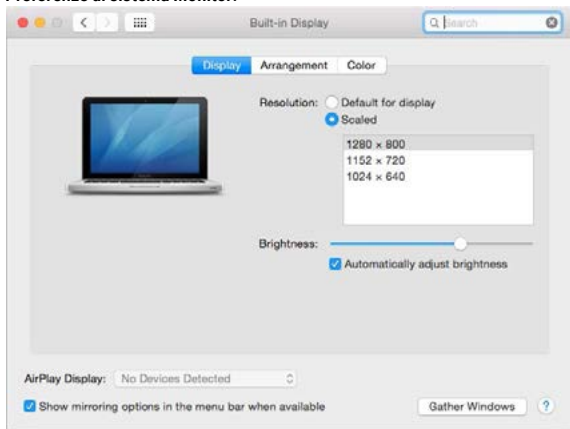 Preferenze di sistema Monitor:
Built-in Display
Search
Display Arrangement Color
Resolution: Default for display
Scaled
1280 × 800
1152 × 720
1024 × 640
Brightness:
Automatically adjust brightness
AirPlay Display: No Devices Detected
Show mirroring options in the menu bar when available
Gather Windows ?